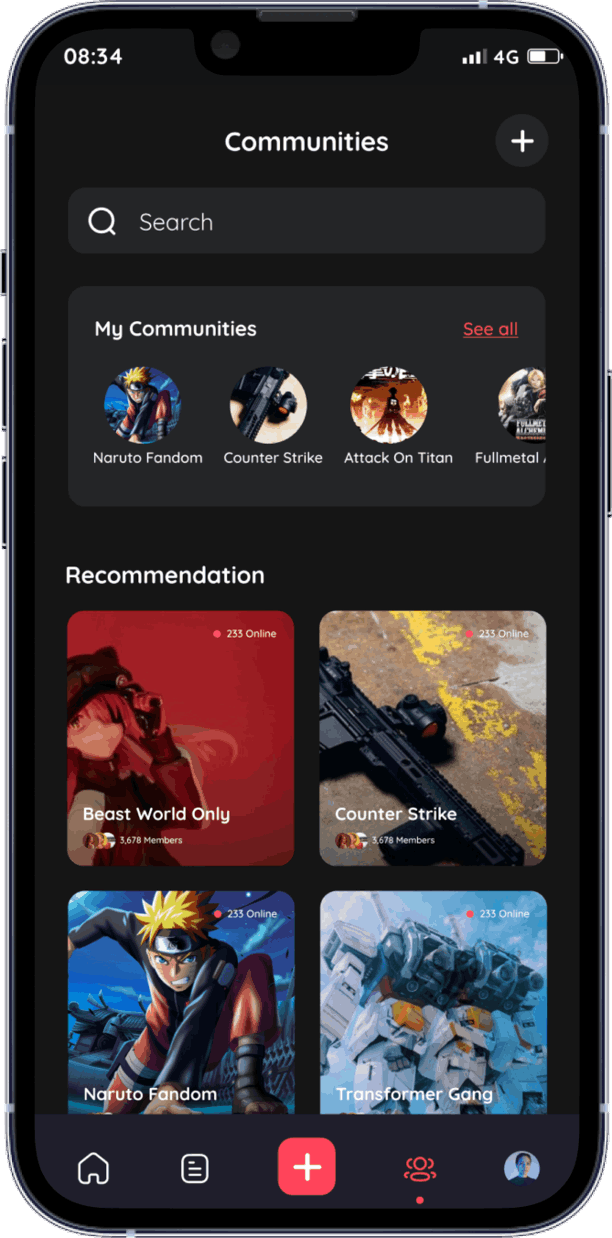 08:34
4G
Communities
Search
My Communities
See all
Naruto Fandom
Counter Strike
Attack On Titan
Fullmetal A
FULLMETAL
ALCHEMIST
Recommendation
233 Online
233 Online
Beast World Only
3,678 Members
Counter Strike
3,678 Members
233 Online
233 Online
Naruto Fandom
Transformer Gang